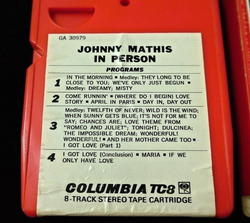 GA 30979
JOHNNY MATHIS
IN PERSON
PROGRAMS
1 IN THE MORNING • Medley: THEY LONG TO BE
CLOSE TO YOU; WE'VE ONLY JUST BEGUN •
Medley: DREAMY; MISTY
2 COME RUNNIN' • (WHERE DO I BEGIN) LOVE
STORY • APRIL IN PARIS • DAY IN, DAY OUT
3 Medley: TWELFTH OF NEVER; WILD IS THE WIND;
WHEN SUNNY GETS BLUE; IT'S NOT FOR ME TO
SAY; CHANCES ARE; LOVE THEME FROM
"ROMEO AND JULIET"; TONIGHT; DULCINEA;
THE IMPOSSIBLE DREAM; WONDERFUL!
WONDERFUL! • AND HER MOTHER CAME TOO •
I GOT LOVE (Part I)
4 I GOT LOVE (Conclusion) • MARIA • IF WE
ONLY HAVE LOVE
COLUMBIA TC8
8-TRACK STEREO TAPE CARTRIDGE